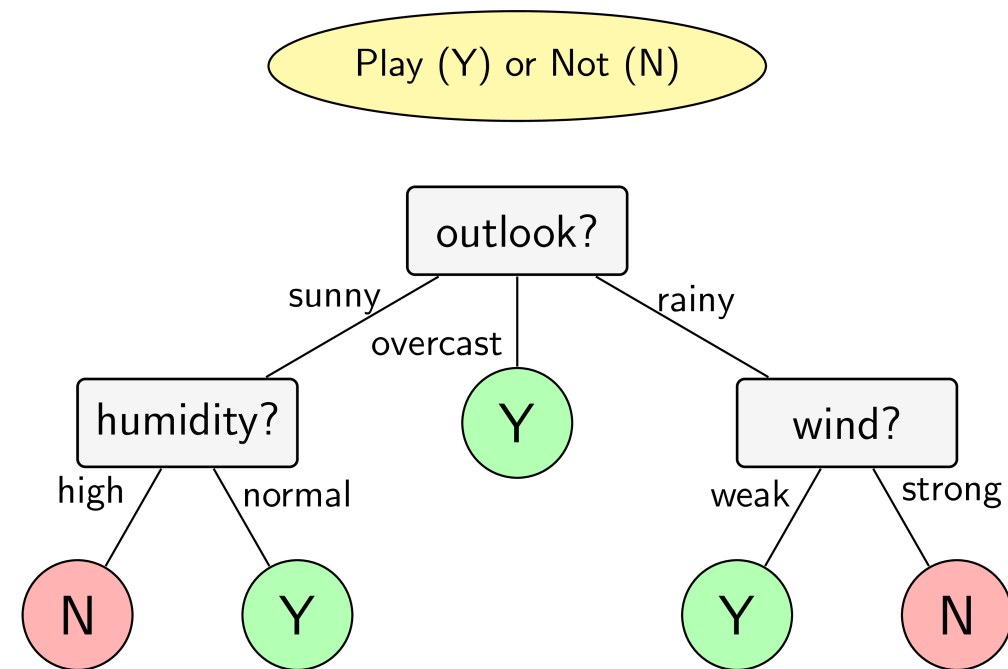 Play (Y) or Not (N)
outlook?
sunny
overcast
rainy
humidity?
Y
wind?
high
normal
weak
strong
N
Y
Y
N